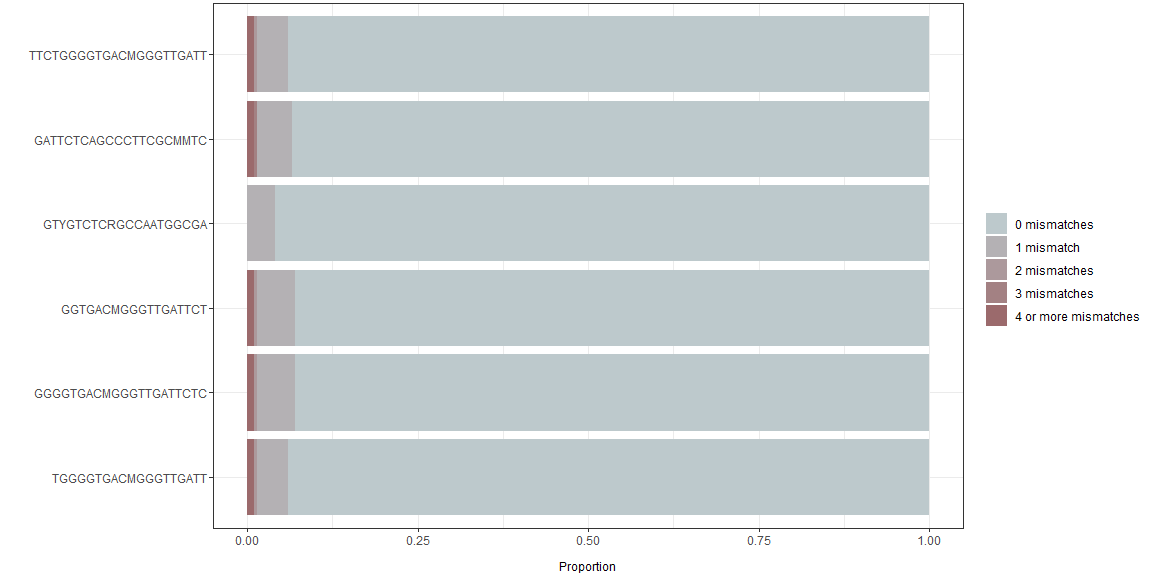 TTCTGGGGTGACMGGGTTGATT
GATTCTCAGCCCTTCGCMMTC
GTYGTCTCRGCCAATGGCGA
GGTGACMGGGTTGATTCT
GGGGTGACMGGGTTGATTCTC
TGGGGTGACMGGGTTGATT
0.00 0.25 0.50 0.75 1.00
Proportion
0 mismatches
1 mismatch
2 mismatches
3 mismatches
4 or more mismatches